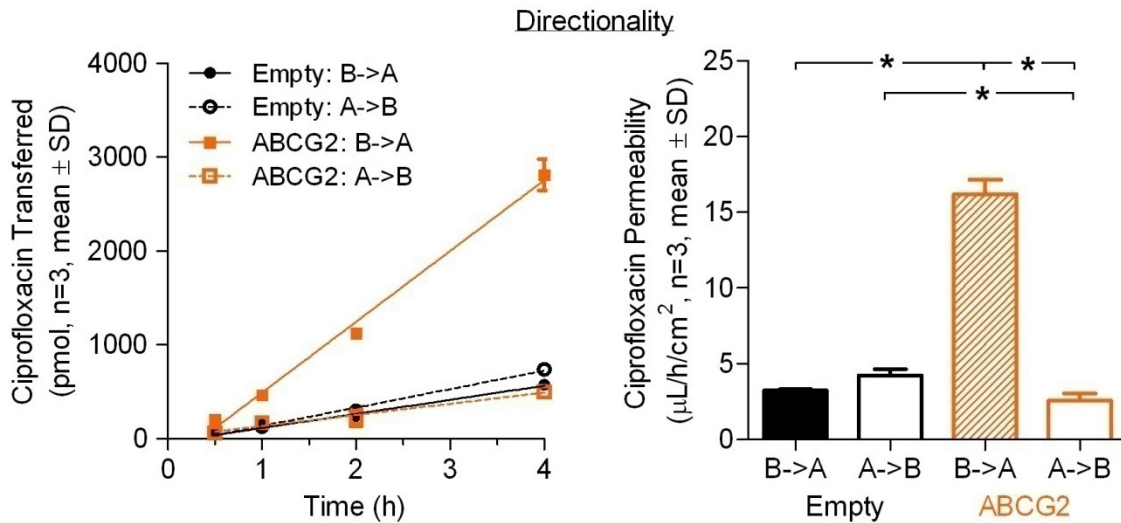 Directionality
Ciprofloxacin Transferred
(pmol, n=3, mean ± SD)
4000
3000
2000
1000
0
Empty: B->A
Empty: A->B
ABCG2: B->A
ABCG2: A->B
0 1 2 3 4
Time (h)
Ciprofloxacin Permeability
(μL/h/cm², n=3, mean ± SD)
25
20
15
10
5
0
* *
*
B->A A->B B->A A->B
Empty ABCG2